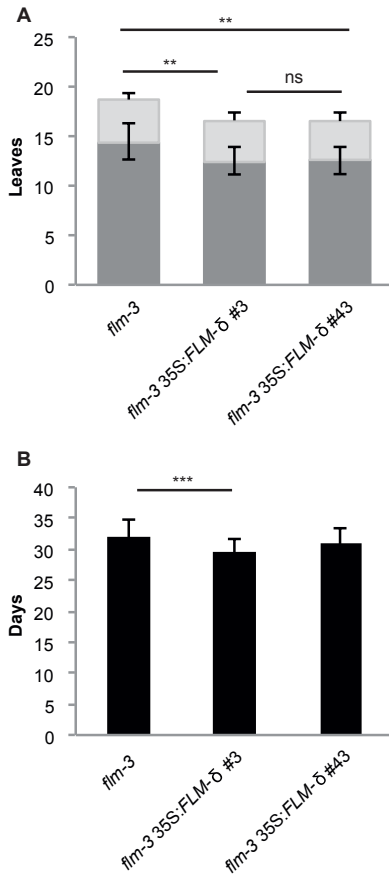 A
**
**
ns
25
20
15
10
5
0
Leaves
flm-3
flm-3 35S:FLM-δ #3
flm-3 35S:FLM-δ #43
B
***
40
35
30
25
20
15
10
5
0
Days
flm-3
flm-3 35S:FLM-δ #3
flm-3 35S:FLM-δ #43